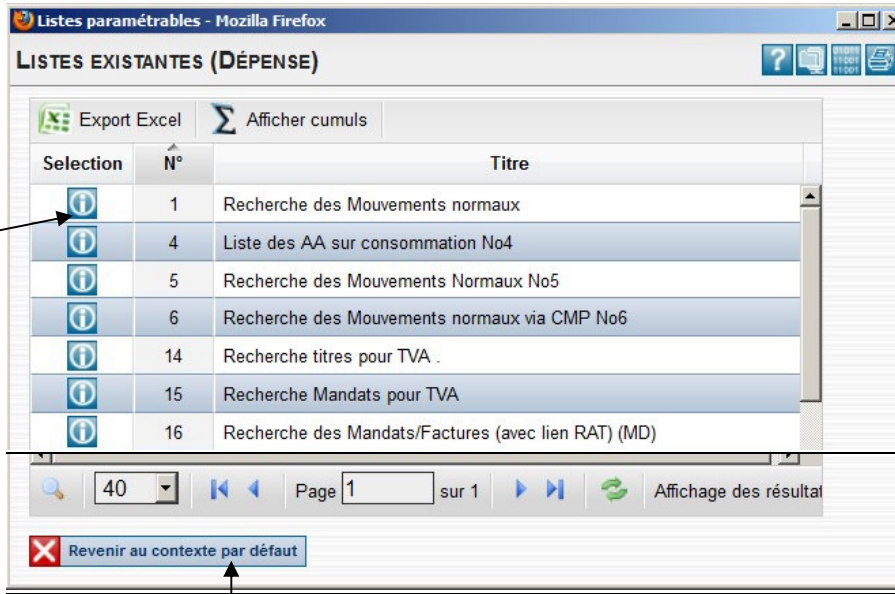 Listes paramétrables - Mozilla Firefox
LISTES EXISTANTES (DÉPENSE)
Export Excel Afficher cumuls
Selection N° Titre
1 Recherche des Mouvements normaux
4 Liste des AA sur consommation No4
5 Recherche des Mouvements Normaux No5
6 Recherche des Mouvements normaux via CMP No6
14 Recherche titres pour TVA .
15 Recherche Mandats pour TVA
16 Recherche des Mandats/Factures (avec lien RAT) (MD)
40 Page 1 sur 1 Affichage des résultat
Revenir au contexte par défaut